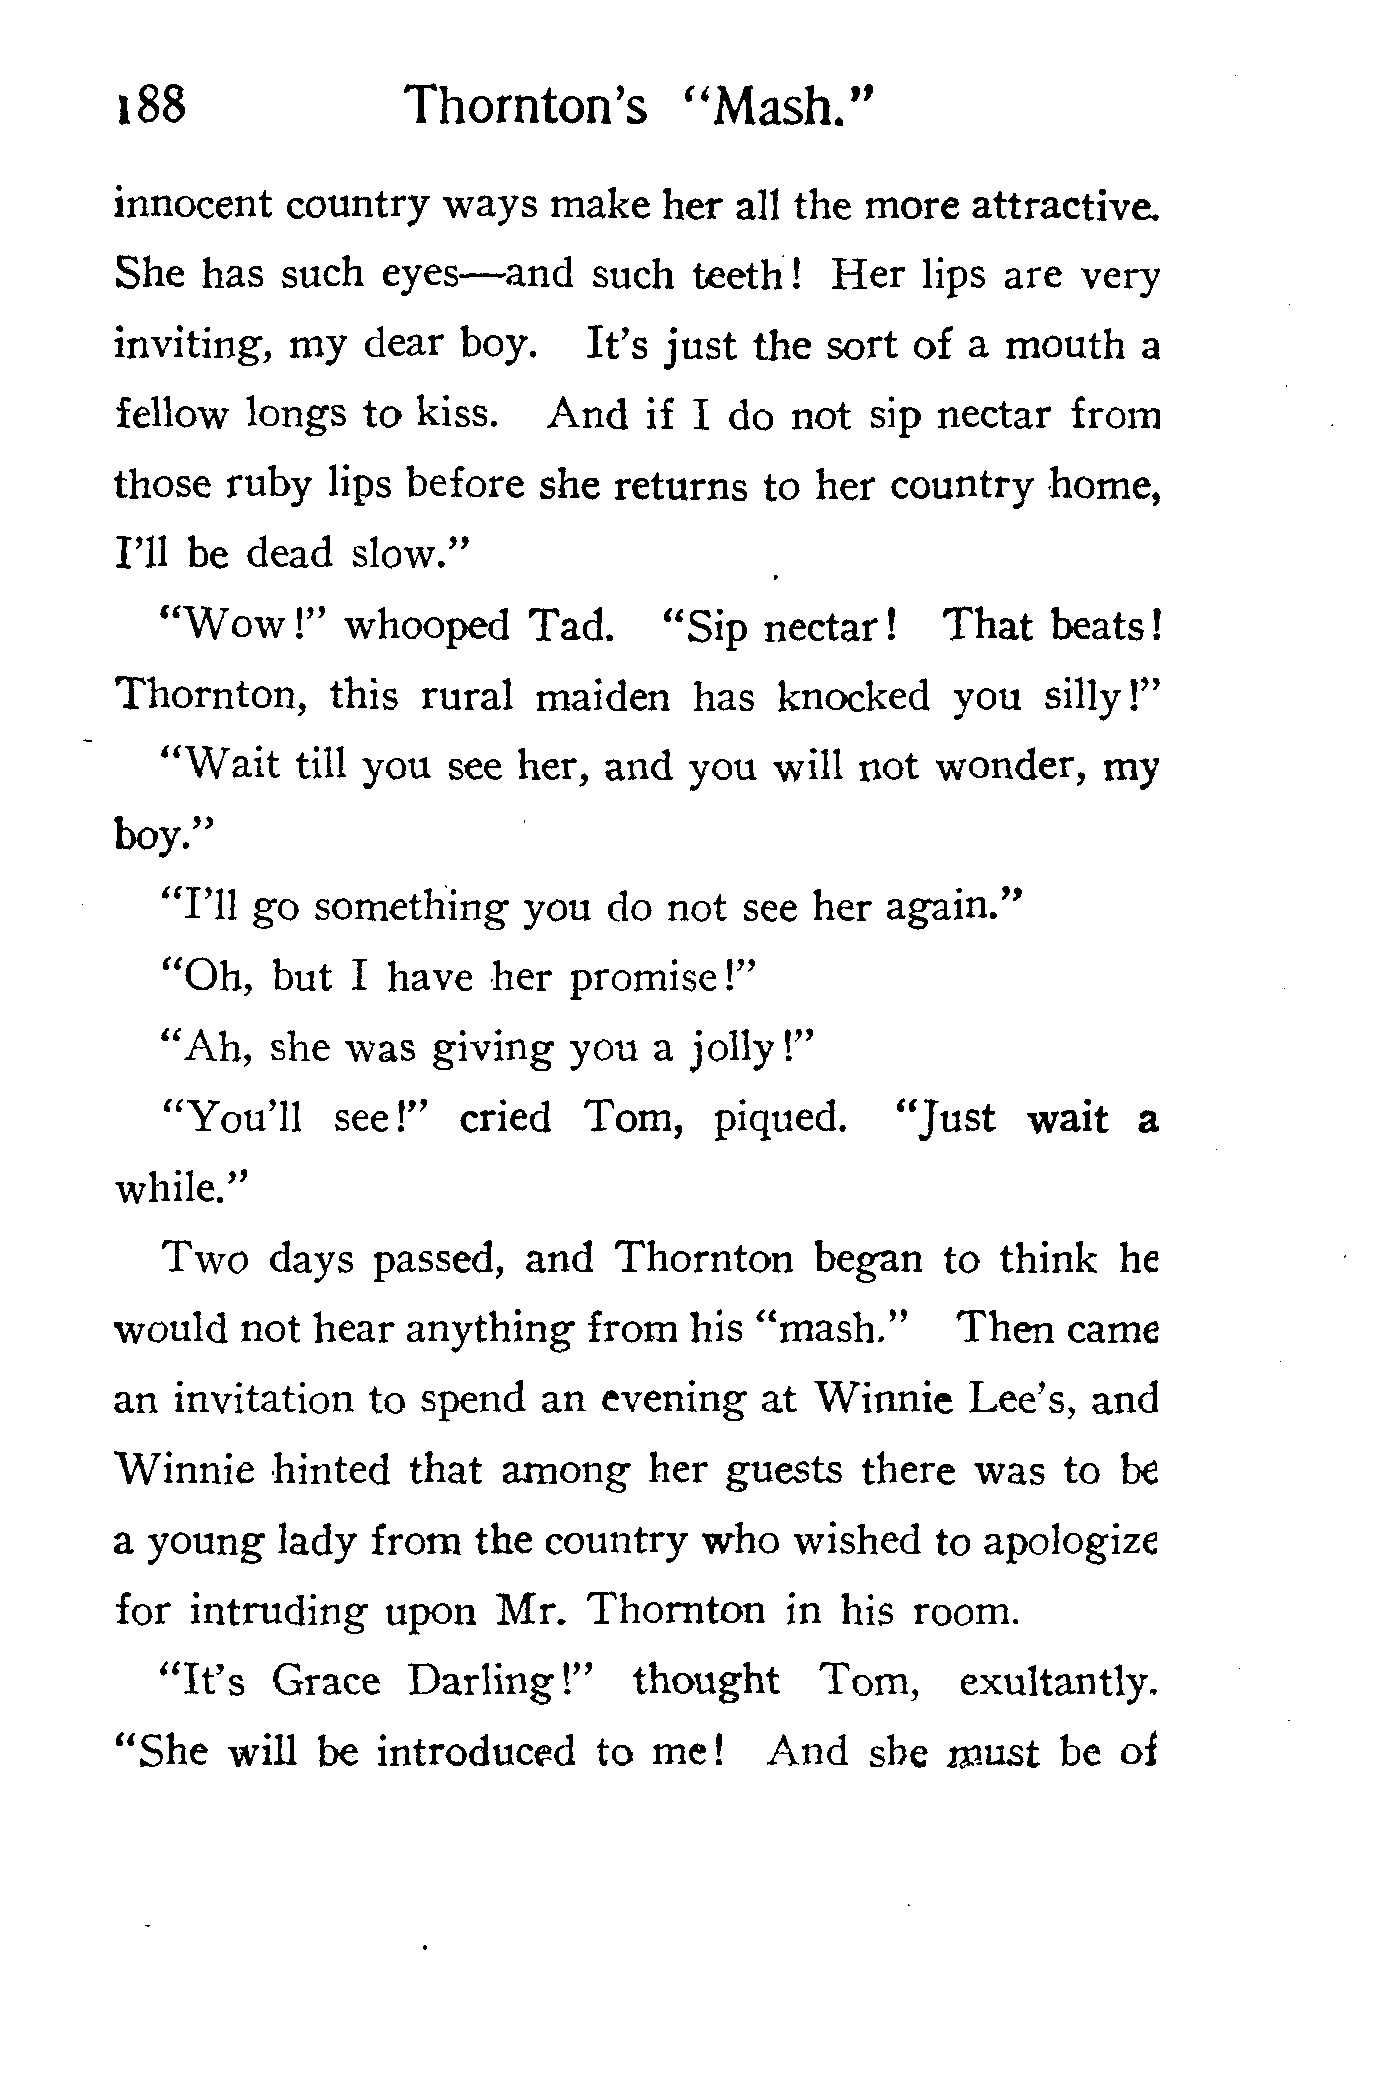 188 Thornton's "Mash."
innocent country ways make her all the more attractive.
She has such eyes—and such teeth! Her lips are very
inviting, my dear boy. It's just the sort of a mouth a
fellow longs to kiss. And if I do not sip nectar from
those ruby lips before she returns to her country home,
I'll be dead slow."
"Wow!" whooped Tad. "Sip nectar! That beats!
Thornton, this rural maiden has knocked you silly!"
"Wait till you see her, and you will not wonder, my
boy."
"I'll go something you do not see her again."
"Oh, but I have her promise!"
"Ah, she was giving you a jolly!"
"You'll see!" cried Tom, piqued. "Just wait a
while."
Two days passed, and Thornton began to think he
would not hear anything from his "mash." Then came
an invitation to spend an evening at Winnie Lee's, and
Winnie hinted that among her guests there was to be
a young lady from the country who wished to apologize
for intruding upon Mr. Thornton in his room.
"It's Grace Darling!" thought Tom, exultantly.
"She will be introduced to me! And she must be of